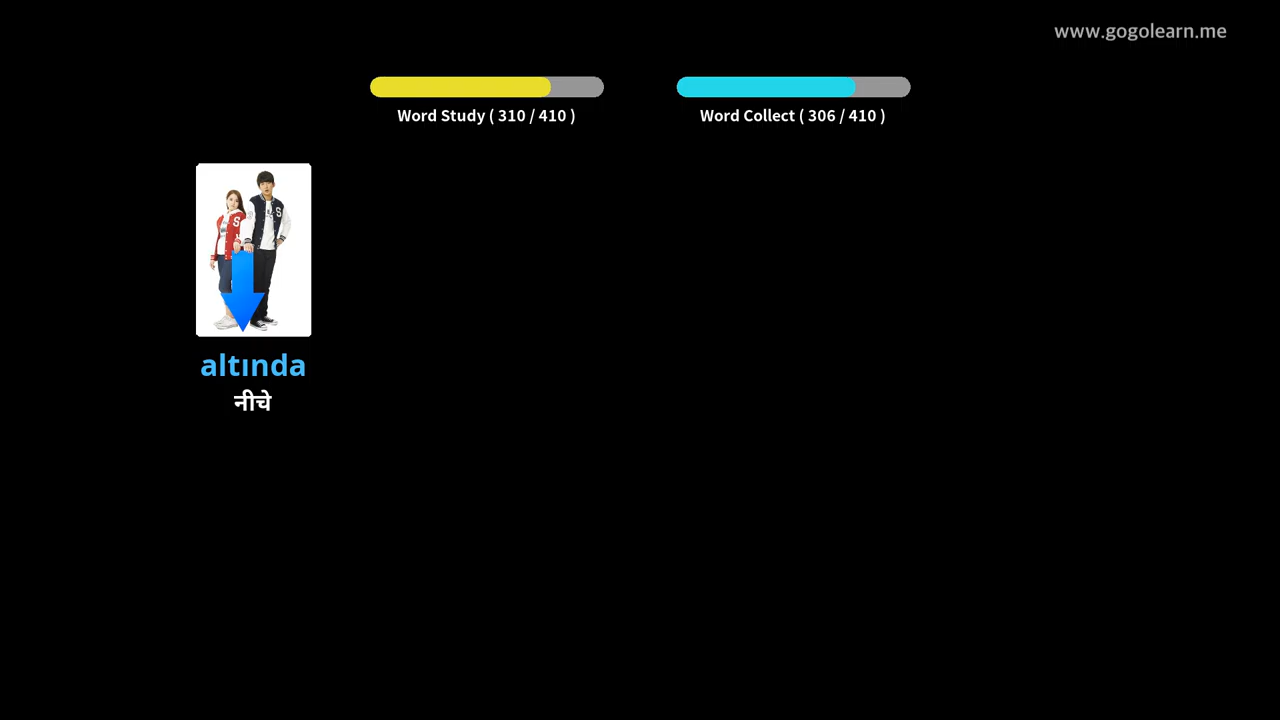 www.gogolearn.me
Word Study ( 310 / 410 )
Word Collect ( 306 / 410 )
S
S
altında
नीचे